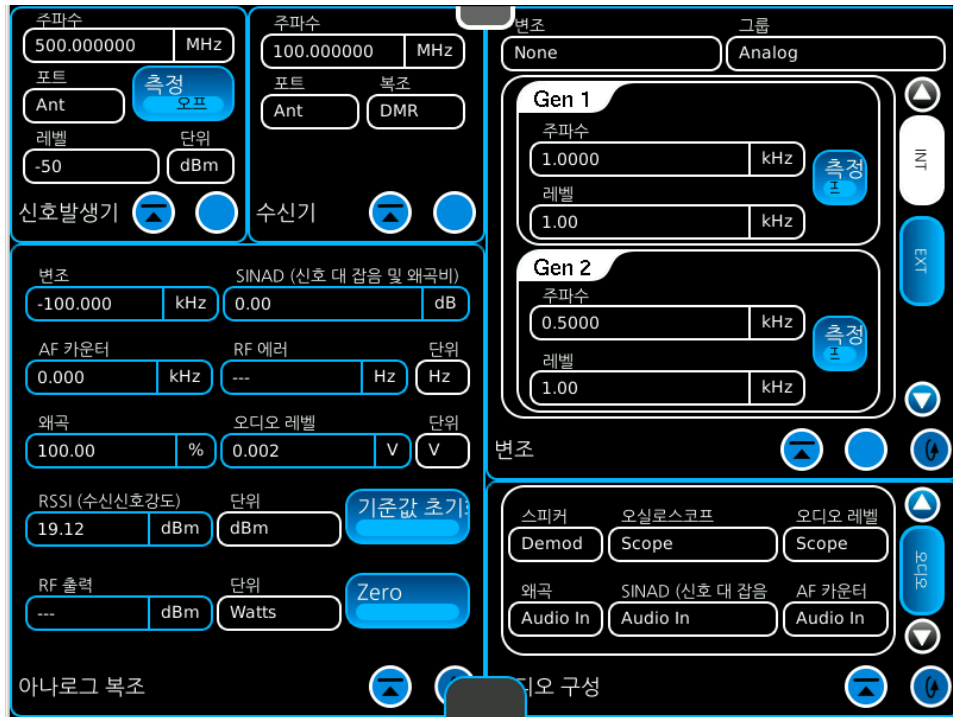 주파수
500.000000 MHz
포트
Ant
측정
오프
레벨 단위
-50 dBm
신호발생기
주파수
100.000000 MHz
포트 복조
Ant DMR
수신기
변조 그룹
None Analog
Gen 1
주파수
1.0000 kHz
측정
레벨
1.00 kHz
Gen 2
주파수
0.5000 kHz
측정
레벨
1.00 kHz
INT
EXT
변조
변조 SINAD (신호 대 잡음 및 왜곡비)
-100.000 kHz 0.00 dB
AF 카운터 RF 에러 단위
0.000 kHz --- Hz Hz
왜곡 오디오 레벨 단위
100.00 % 0.002 V V
RSSI (수신신호강도) 단위
19.12 dBm dBm
기준값 초기
RF 출력 단위
--- dBm Watts
Zero
아나로그 복조
스피커 오실로스코프 오디오 레벨
Demod Scope Scope
왜곡 SINAD (신호 대 잡음 AF 카운터
Audio In Audio In Audio In
오디오
디오 구성